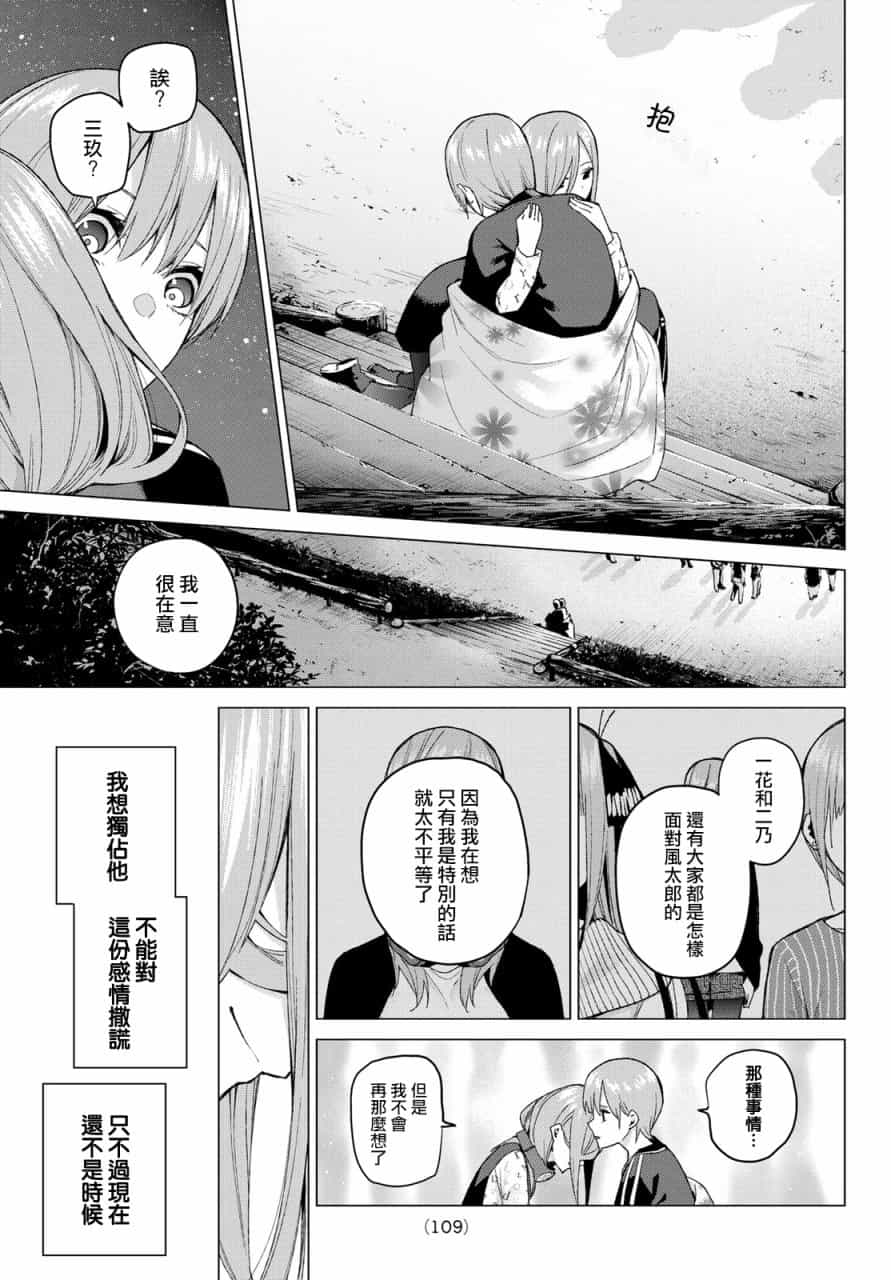 抱
誒？
三玖？
我一直
很在意
一花和二乃
還有大家都是怎樣
面對風太郎的
因為我在想
只有我是特別的話
就太不平等了
那種事情…
但是
我不會
再那麼想了
我想獨佔他
不能對
這份感情撒謊
只不過現在
還不是時候
(109)